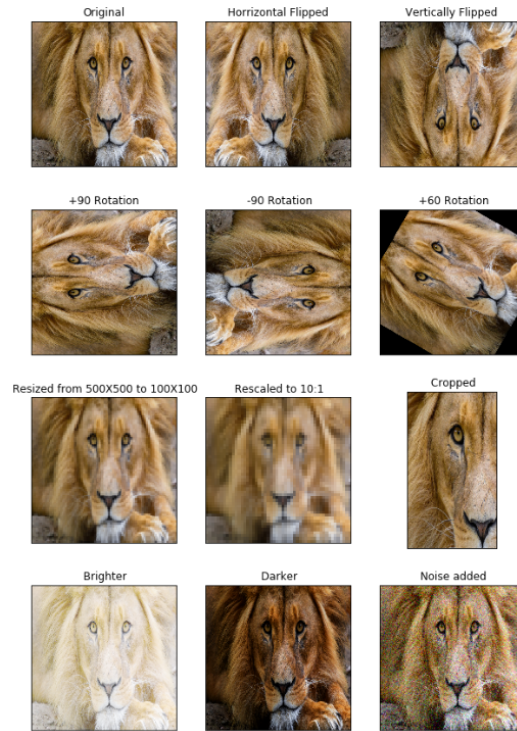 Original
Horrizontal Flipped
Vertically Flipped
+90 Rotation
-90 Rotation
+60 Rotation
Resized from 500X500 to 100X100
Rescaled to 10:1
Cropped
Brighter
Darker
Noise added